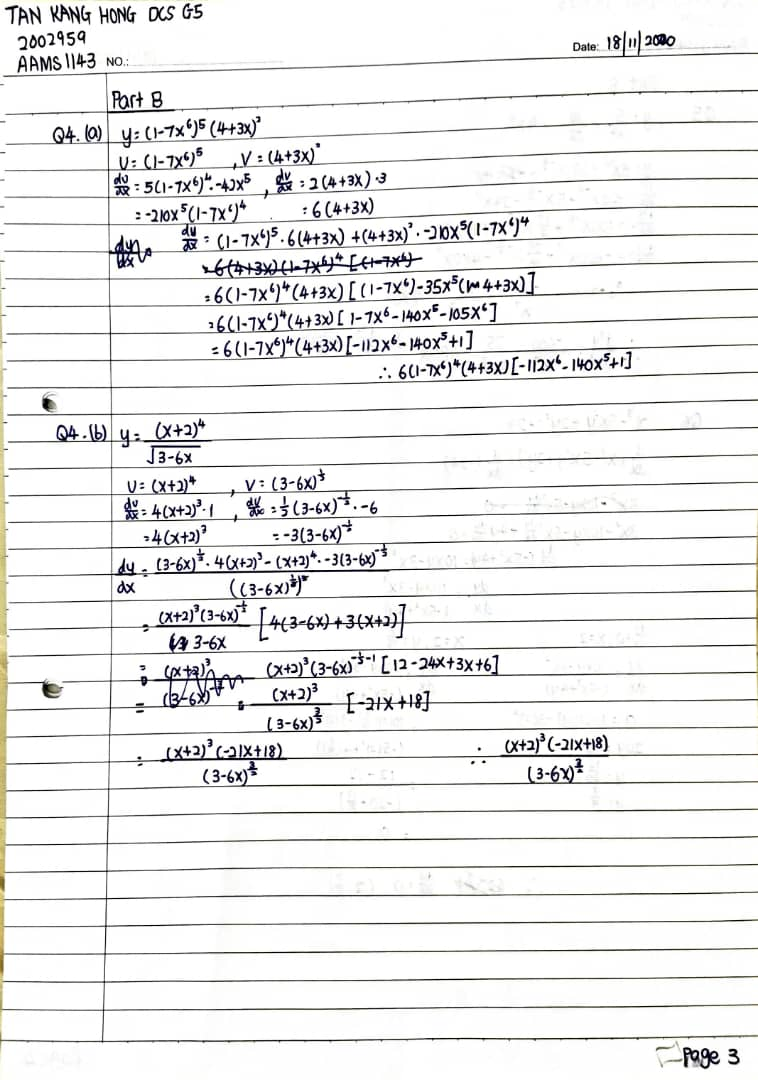 TAN KANG HONG DCS G5
2002959
Date: 18/11/2020
AAMS1143 NO.:
Part B
Q4. (a) y = (1-7x⁶)⁵ (4+3x)²
U = (1-7x⁶)⁵ , V = (4+3x)²
du/dx = 5(1-7x⁶)⁴ · -42x⁵ , dv/dx = 2(4+3x)·3
= -210x⁵(1-7x⁶)⁴ = 6(4+3x)
dy/dx = (1-7x⁶)⁵ · 6(4+3x) + (4+3x)² · -210x⁵(1-7x⁶)⁴
= 6(4+3x)(1-7x⁶)⁴ [(1-7x⁶)
= 6(1-7x⁶)⁴(4+3x) [(1-7x⁶)-35x⁵(4+3x)]
= 6(1-7x⁶)⁴(4+3x) [1-7x⁶-140x⁵-105x⁶]
= 6(1-7x⁶)⁴(4+3x) [-112x⁶-140x⁵+1]
∴ 6(1-7x⁶)⁴(4+3x) [-112x⁶-140x⁵+1]
Q4. (b) y = (x+2)⁴ / √3-6x
U = (x+2)⁴ , V = (3-6x)^½
du/dx = 4(x+2)³·1 , dv/dx = ½(3-6x)^-½ · -6
= 4(x+2)³ = -3(3-6x)^-½
dy/dx = (3-6x)^½ · 4(x+2)³ - (x+2)⁴ · -3(3-6x)^-½ / ((3-6x)^½)²
= (x+2)³(3-6x)^-½ / 3-6x [4(3-6x)+3(x+2)]
= (x+2)³(3-6x)^-½-1 [12-24x+3x+6]
= (x+2)³ / (3-6x)^3/2 [-21x+18]
= (x+2)³(-21x+18) / (3-6x)^3/2 ∴ (x+2)³(-21x+18) / (3-6x)^3/2
Page 3